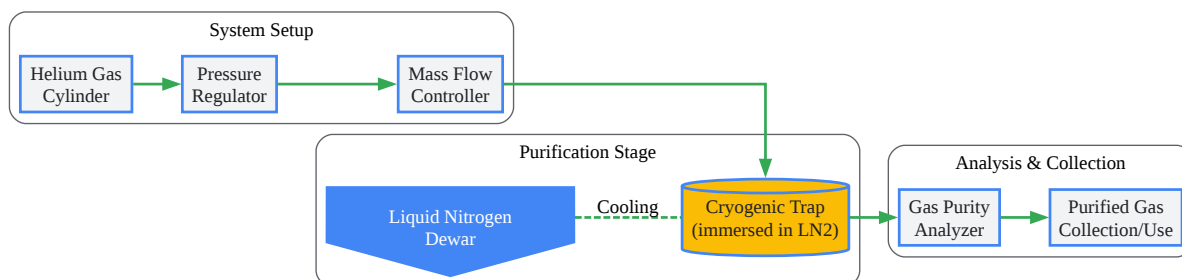 System Setup
Helium Gas
Cylinder
Pressure
Regulator
Mass Flow
Controller
Purification Stage
Liquid Nitrogen
Dewar
Cooling
Cryogenic Trap
(immersed in LN2)
Analysis & Collection
Gas Purity
Analyzer
Purified Gas
Collection/Use